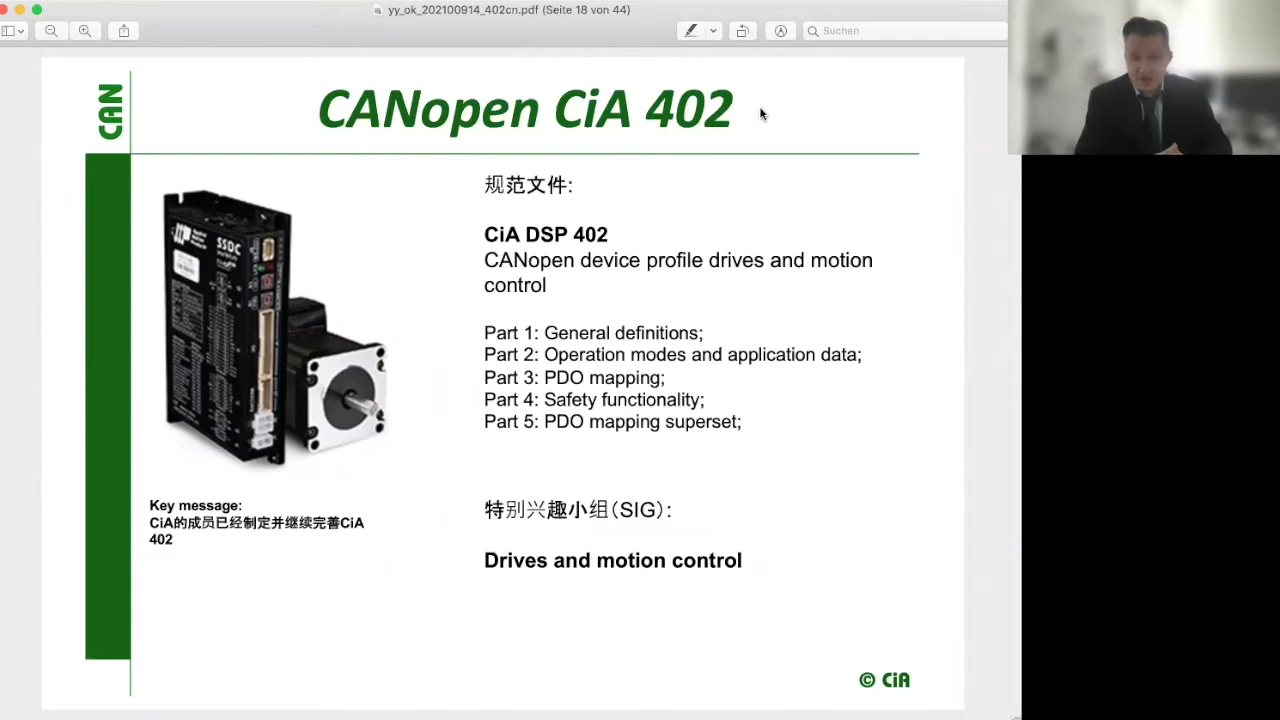 yy_ok_202100914_402cn.pdf (Seite 18 von 44)
Suchen
CAN
CANopen CiA 402
规范文件:
CiA DSP 402
CANopen device profile drives and motion
control
Part 1: General definitions;
Part 2: Operation modes and application data;
Part 3: PDO mapping;
Part 4: Safety functionality;
Part 5: PDO mapping superset;
SSDC
Key message:
CiA的成员已经制定并继续完善CiA
402
特别兴趣小组(SIG):
Drives and motion control
© CiA